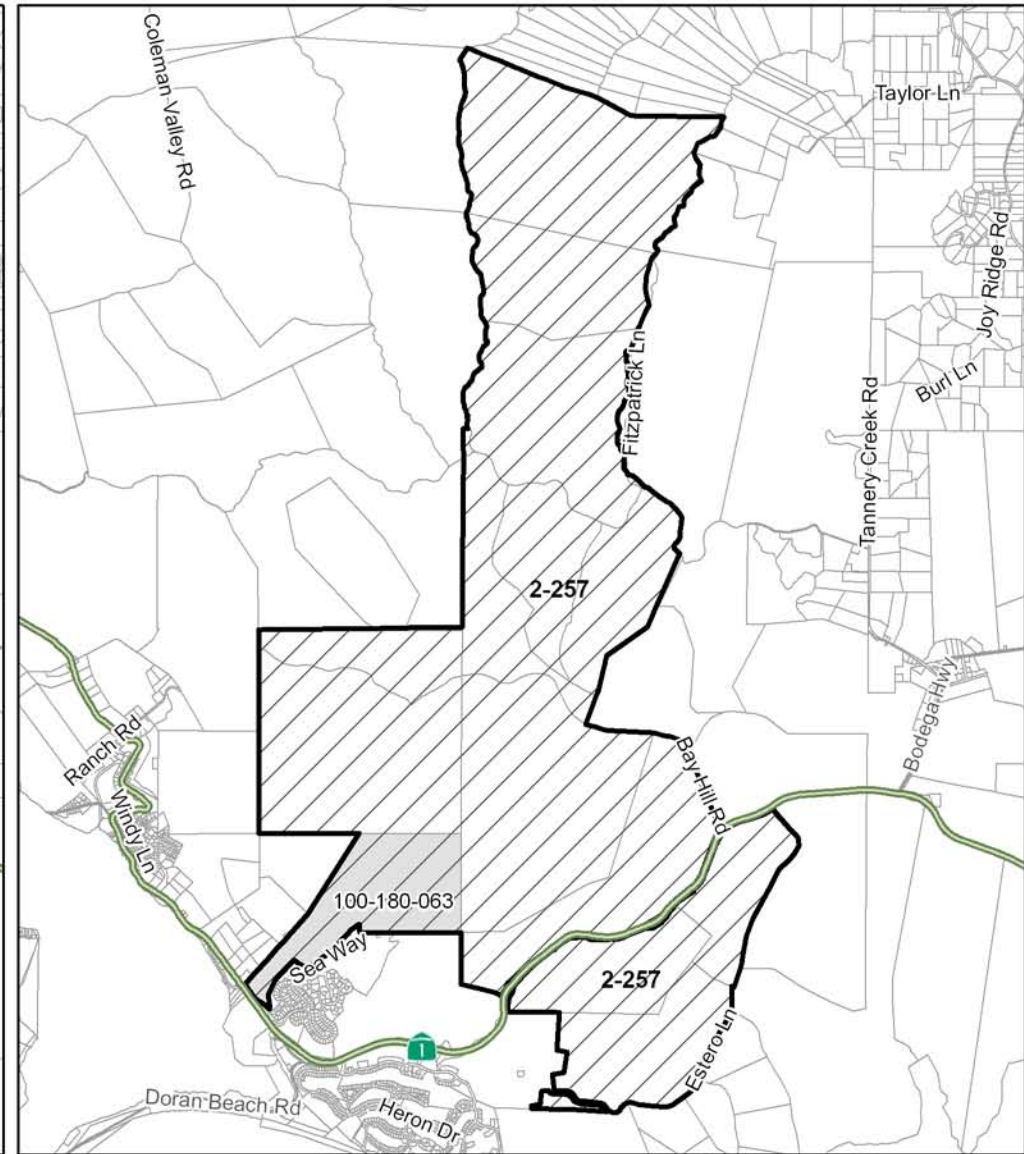 Coleman Valley Rd
Taylor Ln
Joy Ridge Rd
Fitzpatrick Ln
Burl Ln
Tannery Creek Rd
2-257
Bodega Hwy
Ranch Rd
Bay Hill Rd
Windy Ln
100-180-063
Sea Way
2-257
Estero Ln
1
Doran Beach Rd
Heron Dr